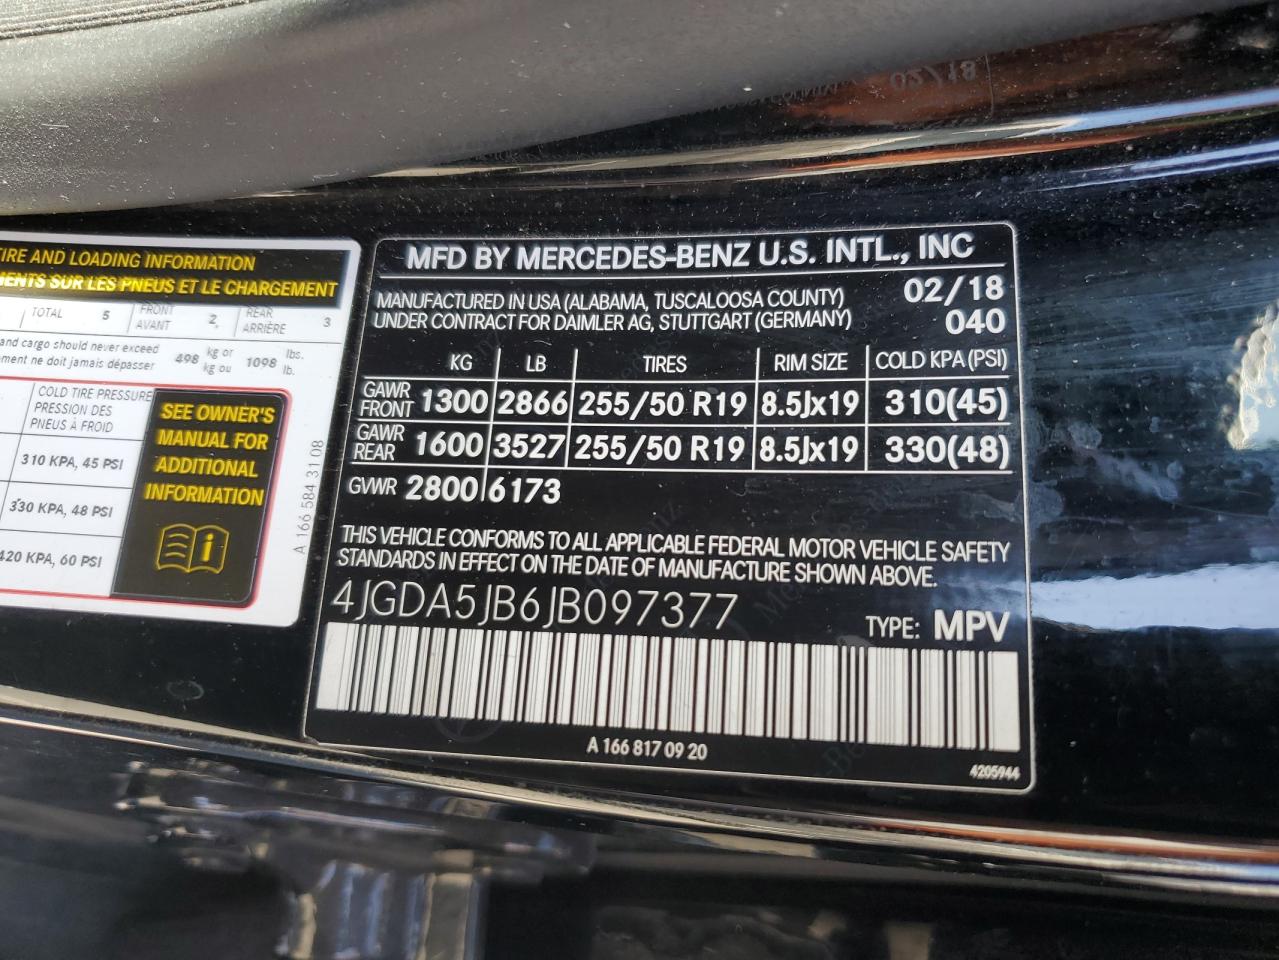 TIRE AND LOADING INFORMATION
SUR LES PNEUS ET LE CHARGEMENT
TOTAL 5 FRONT AVANT 2, REAR ARRIÈRE 3
and cargo should never exceed 498 kg or 1098 lbs.
ne doit jamais dépasser kg ou lb.
COLD TIRE PRESSURE
PRESSION DES
PNEUS À FROID
310 KPA, 45 PSI
330 KPA, 48 PSI
420 KPA, 60 PSI
SEE OWNER'S
MANUAL FOR
ADDITIONAL
INFORMATION
A 166 584 31 08
MFD BY MERCEDES-BENZ U.S. INTL., INC
MANUFACTURED IN USA (ALABAMA, TUSCALOOSA COUNTY) 02/18
UNDER CONTRACT FOR DAIMLER AG, STUTTGART (GERMANY) 040
KG LB TIRES RIM SIZE COLD KPA (PSI)
GAWR FRONT 1300 2866 255/50 R19 8.5Jx19 310(45)
GAWR REAR 1600 3527 255/50 R19 8.5Jx19 330(48)
GVWR 2800 6173
THIS VEHICLE CONFORMS TO ALL APPLICABLE FEDERAL MOTOR VEHICLE SAFETY
STANDARDS IN EFFECT ON THE DATE OF MANUFACTURE SHOWN ABOVE.
4JGDA5JB6JB097377 TYPE: MPV
A 166 817 09 20
4205944